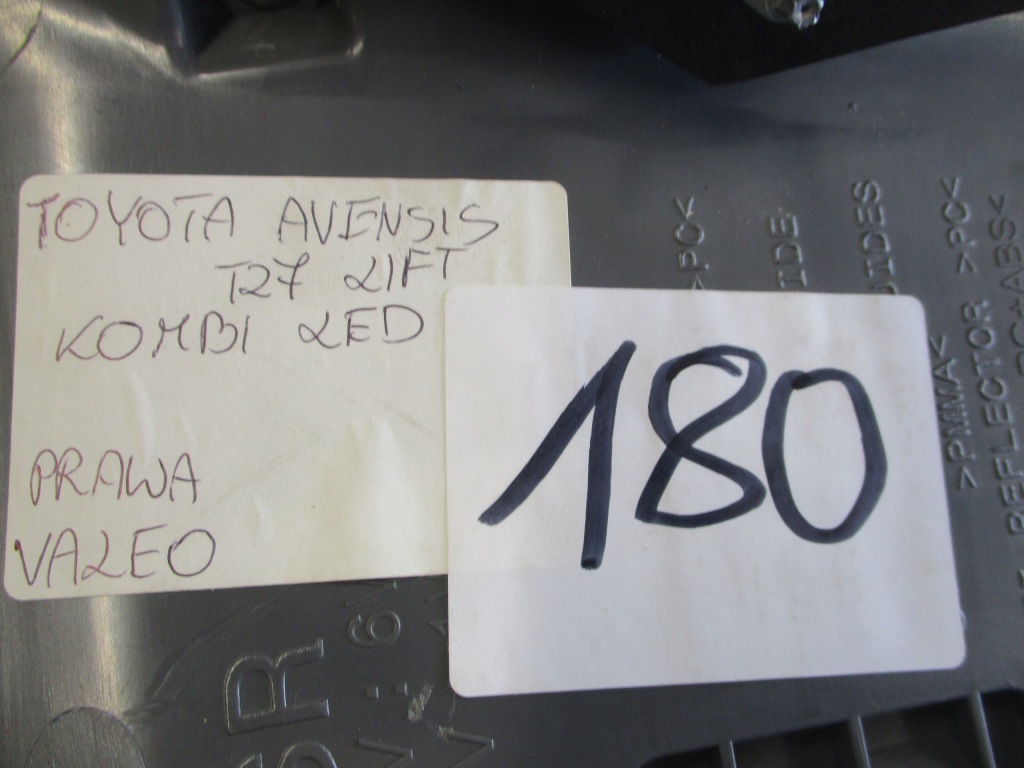 TOYOTA AVENSIS
T27 LIFT
KOMBI LED
PRAWA
VALEO
180
>PC<
>PC<
>PMMA<
REFLECTOR